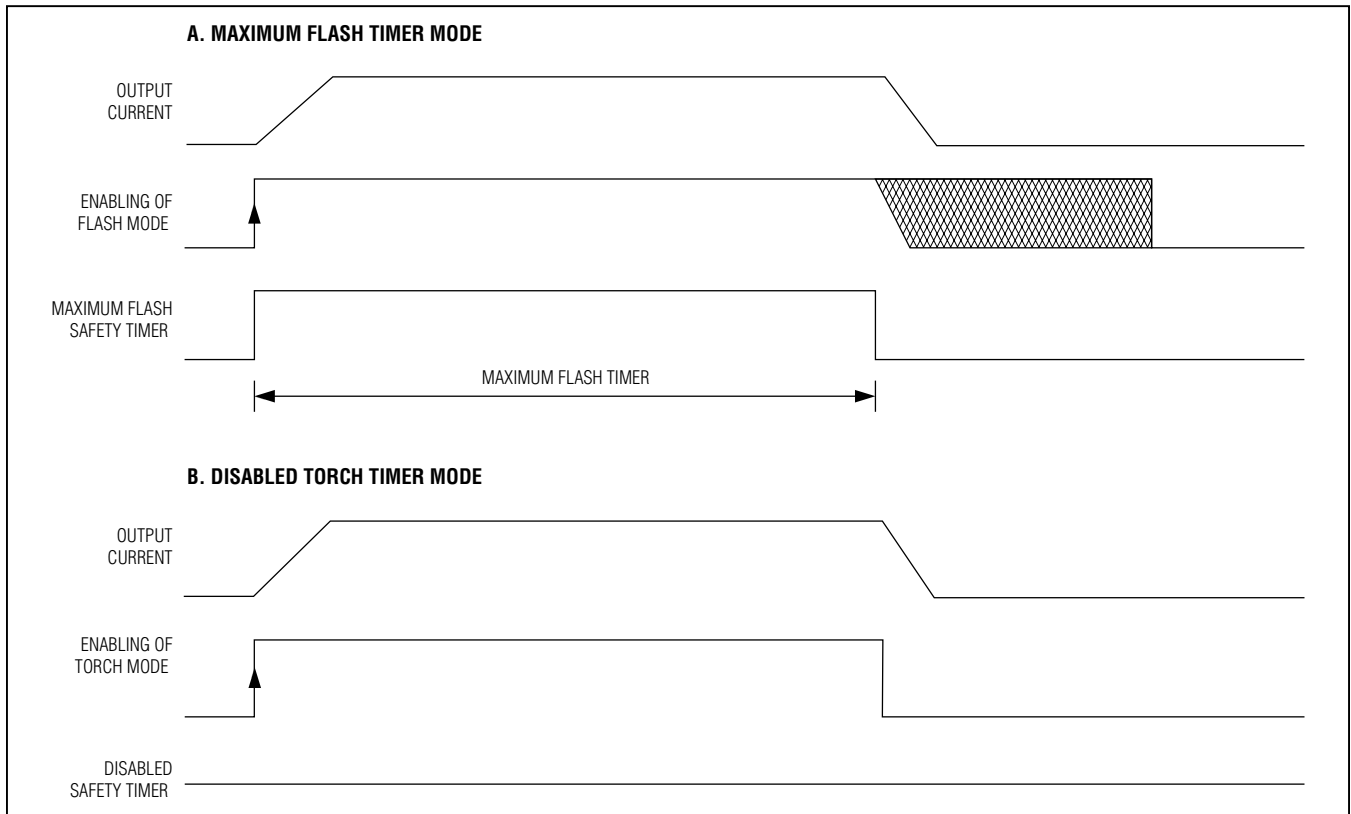 A. MAXIMUM FLASH TIMER MODE
OUTPUT
CURRENT
ENABLING OF
FLASH MODE
MAXIMUM FLASH
SAFETY TIMER
MAXIMUM FLASH TIMER
B. DISABLED TORCH TIMER MODE
OUTPUT
CURRENT
ENABLING OF
TORCH MODE
DISABLED
SAFETY TIMER